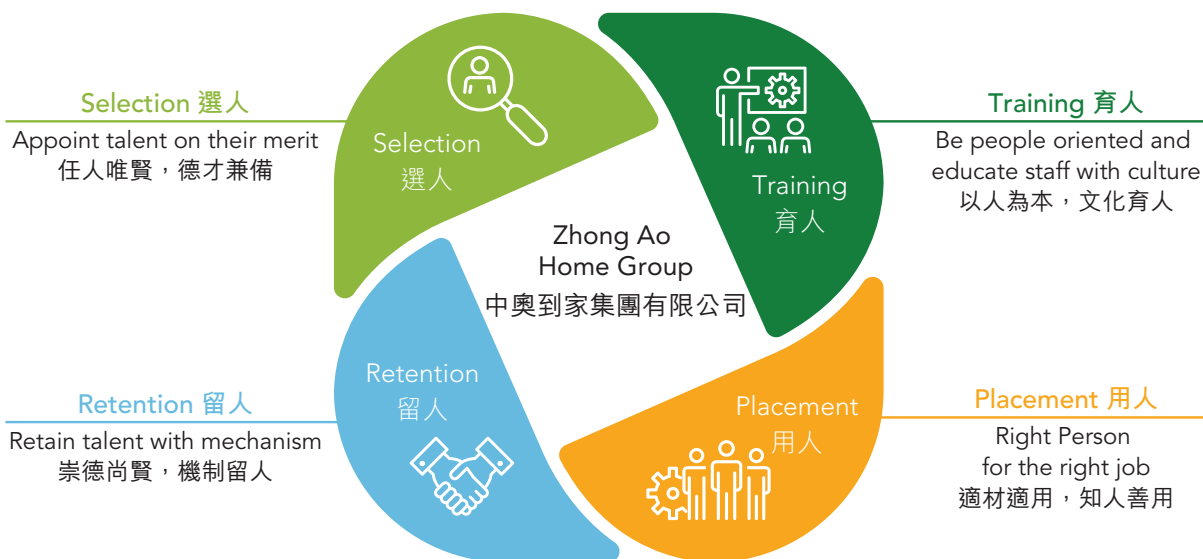 Selection 選人
Appoint talent on their merit
任人唯賢，德才兼備
Selection
選人
Training
育人
Training 育人
Be people oriented and
educate staff with culture
以人為本，文化育人
Zhong Ao
Home Group
中奧到家集團有限公司
Retention 留人
Retain talent with mechanism
崇德尚賢，機制留人
Retention
留人
Placement
用人
Placement 用人
Right Person
for the right job
適材適用，知人善用